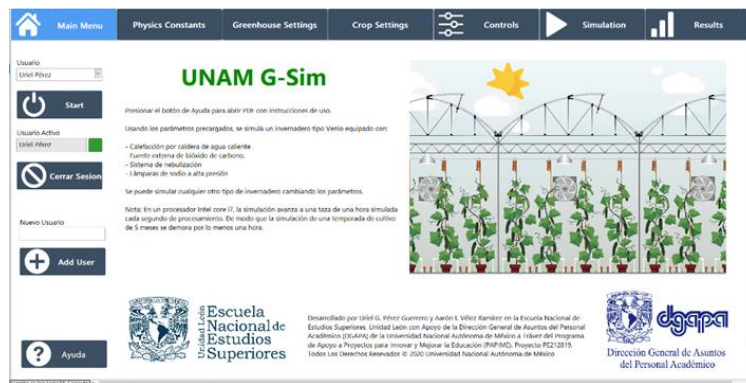 Main Menu
Physics Constants
Greenhouse Settings
Crop Settings
Controls
Simulation
Results
Usuario
Uriel Pérez
Start
Usuario Activo
Uriel Pérez
Cerrar Sesion
Nuevo Usuario
Add User
Ayuda
UNAM G-Sim
Presionar el botón de Ayuda para abrir PDF con instrucciones de uso.
Usando los parámetros precargados, se simula un invernadero tipo Venlo equipado con:
- Calefacción por caldera de agua caliente
- Fuente externa de bióxido de carbono.
- Sistema de nebulización
- Lámparas de sodio a alta presión
Se puede simular cualquier otro tipo de invernadero cambiando los parámetros.
Nota: En un procesador Intel core i7, la simulación avanza a una taza de una hora simulada
cada segundo de procesamiento. De modo que la simulación de una temporada de cultivo
de 5 meses se demora por lo menos una hora.
Unidad León
Escuela
Nacional de
Estudios
Superiores
Desarrollado por Uriel G. Pérez Guerrero y Aarón I. Vélez Ramírez en la Escuela Nacional de
Estudios Superiores, Unidad León con Apoyo de la Dirección General de Asuntos del Personal
Académico (DGAPA) de la Universidad Nacional Autónoma de México a Través del Programa
de Apoyo a Proyectos para Innovar y Mejorar la Educación (PAPIME), Proyecto PE212819.
Todos Los Derechos Reservados © 2020 Universidad Nacional Autónoma de México
dgapa
Dirección General de Asuntos
del Personal Académico